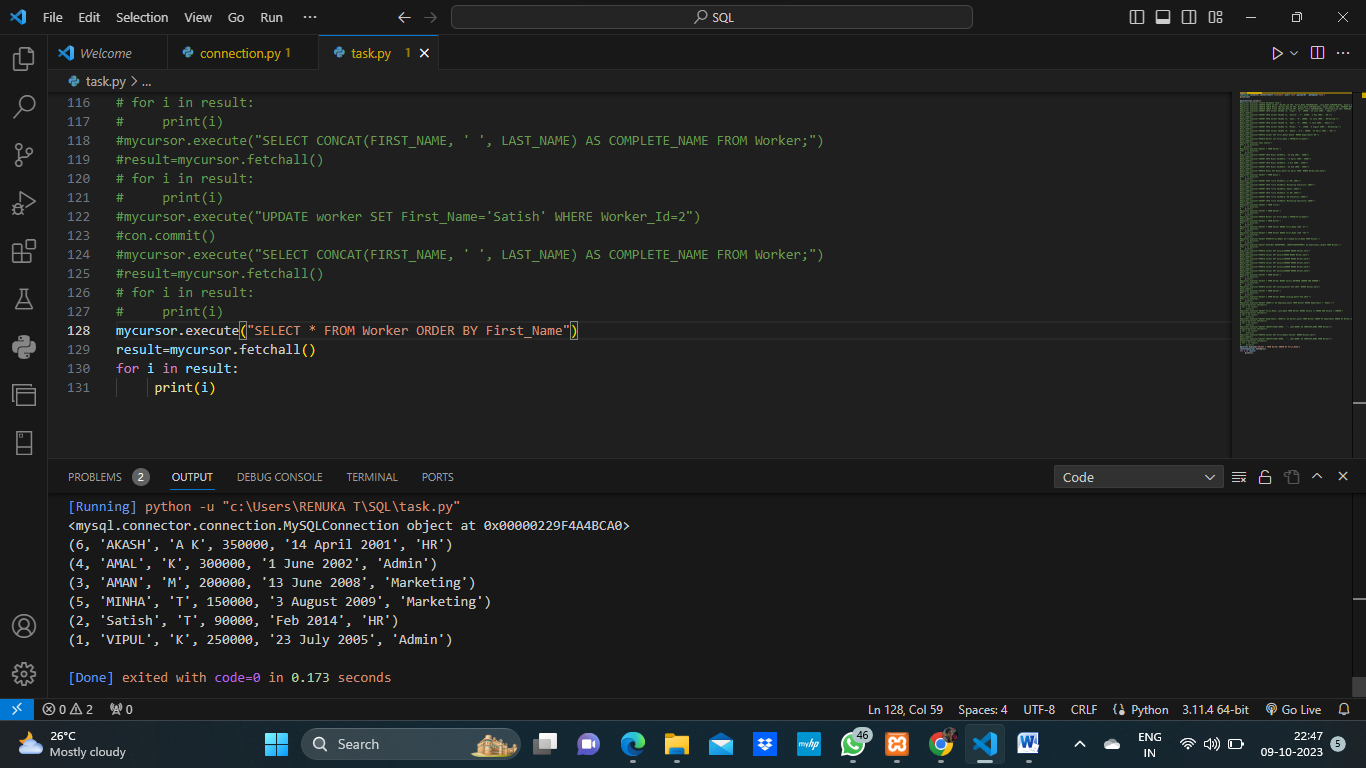 File Edit Selection View Go Run ··· SQL
Welcome connection.py 1 task.py 1
task.py > ...
116 # for i in result:
117 #     print(i)
118 #mycursor.execute("SELECT CONCAT(FIRST_NAME, ' ', LAST_NAME) AS COMPLETE_NAME FROM Worker;")
119 #result=mycursor.fetchall()
120 # for i in result:
121 #     print(i)
122 #mycursor.execute("UPDATE worker SET First_Name='Satish' WHERE Worker_Id=2")
123 #con.commit()
124 #mycursor.execute("SELECT CONCAT(FIRST_NAME, ' ', LAST_NAME) AS COMPLETE_NAME FROM Worker;")
125 #result=mycursor.fetchall()
126 # for i in result:
127 #     print(i)
128 mycursor.execute("SELECT * FROM Worker ORDER BY First_Name")
129 result=mycursor.fetchall()
130 for i in result:
131     print(i)
PROBLEMS 2 OUTPUT DEBUG CONSOLE TERMINAL PORTS Code
[Running] python -u "c:\Users\RENUKA T\SQL\task.py"
<mysql.connector.connection.MySQLConnection object at 0x00000229F4A4BCA0>
(6, 'AKASH', 'A K', 350000, '14 April 2001', 'HR')
(4, 'AMAL', 'K', 300000, '1 June 2002', 'Admin')
(3, 'AMAN', 'M', 200000, '13 June 2008', 'Marketing')
(5, 'MINHA', 'T', 150000, '3 August 2009', 'Marketing')
(2, 'Satish', 'T', 90000, 'Feb 2014', 'HR')
(1, 'VIPUL', 'K', 250000, '23 July 2005', 'Admin')
[Done] exited with code=0 in 0.173 seconds
0 2 0 Ln 128, Col 59 Spaces: 4 UTF-8 CRLF Python 3.11.4 64-bit Go Live
26°C
Mostly cloudy
Search
myhp
46
ENG
IN
22:47
09-10-2023
5